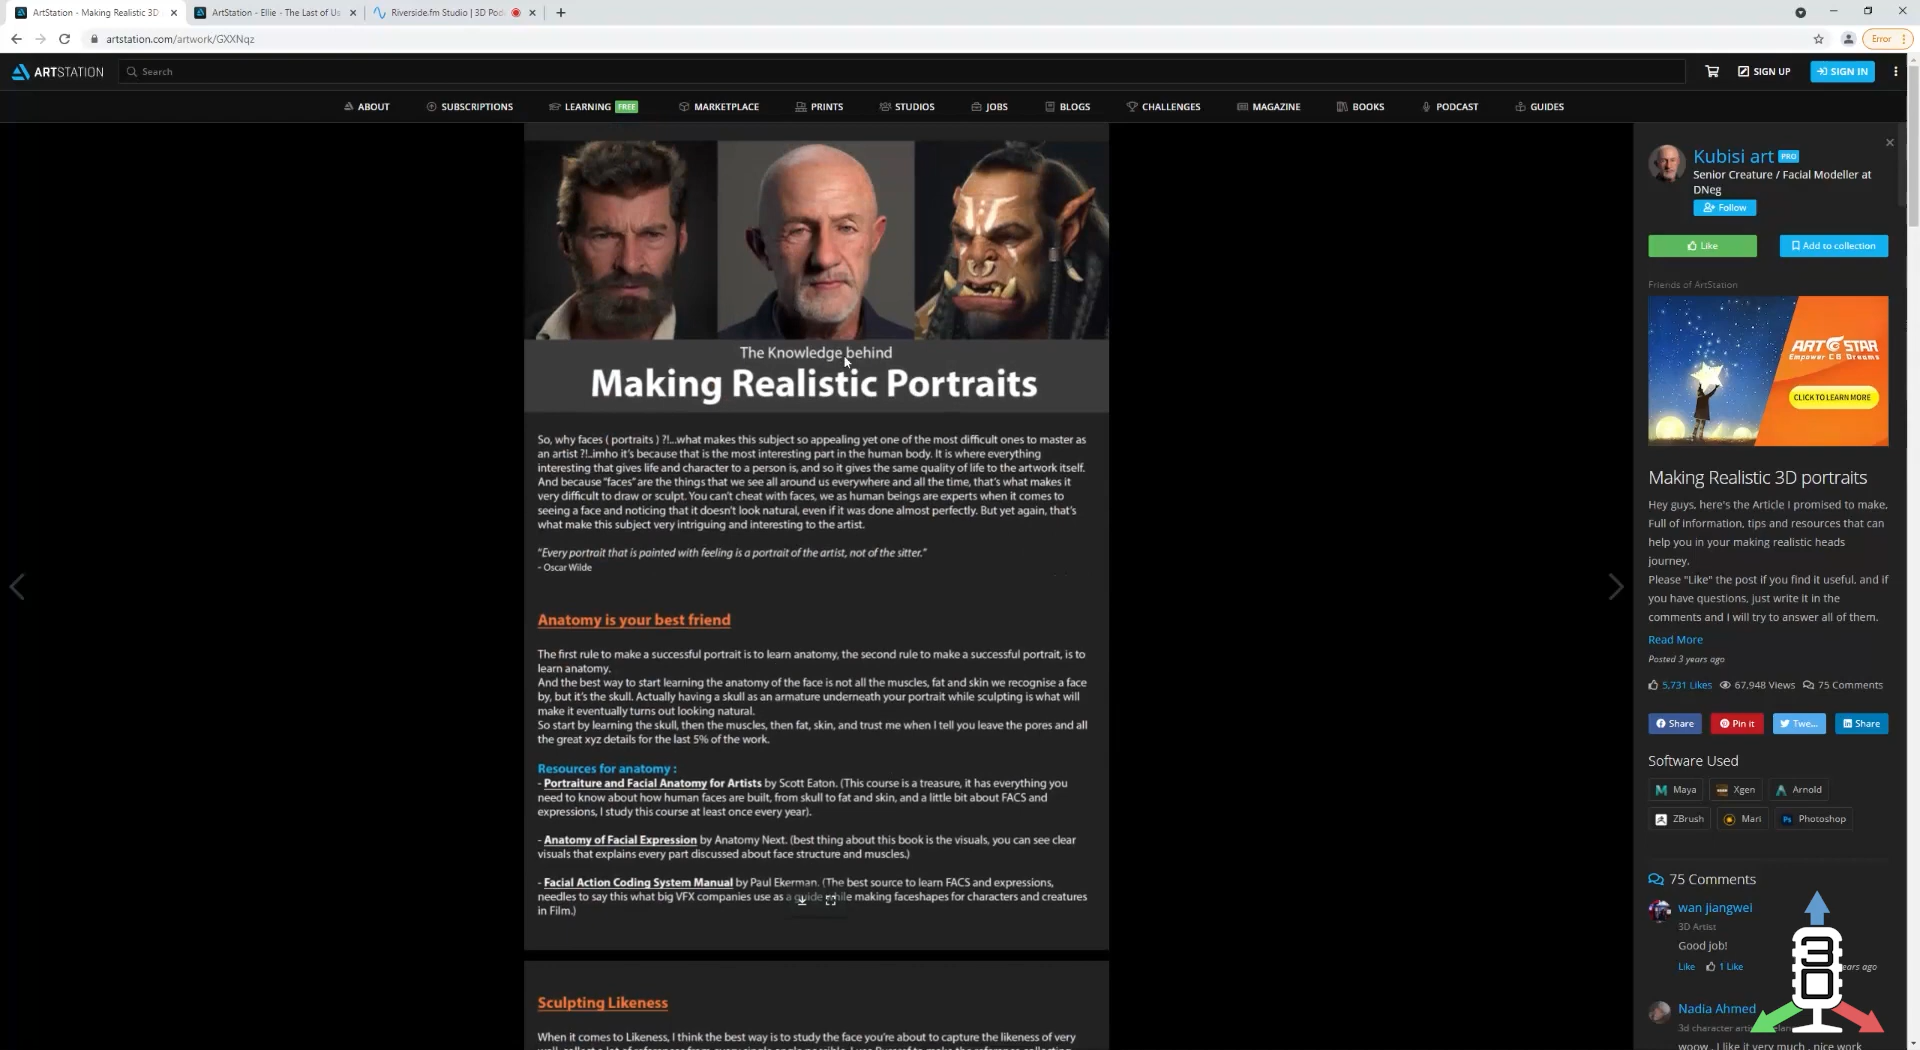 ArtStation - Making Realistic 3D
ArtStation - Ellie - The Last of Us
Riverside.fm Studio | 3D Pod
artstation.com/artwork/GXXNqz
Error
ARTSTATION
Search
SIGN UP
SIGN IN
ABOUT
SUBSCRIPTIONS
LEARNING FREE
MARKETPLACE
PRINTS
STUDIOS
JOBS
BLOGS
CHALLENGES
MAGAZINE
BOOKS
PODCAST
GUIDES
The Knowledge behind
Making Realistic Portraits
So, why faces ( portraits ) ?!...what makes this subject so appealing yet one of the most difficult ones to master as
an artist ?!..imho it's because that is the most interesting part in the human body. It is where everything
interesting that gives life and character to a person is, and so it gives the same quality of life to the artwork itself.
And because "faces" are the things that we see all around us everywhere and all the time, that's what makes it
very difficult to draw or sculpt. You can't cheat with faces, we as human beings are experts when it comes to
seeing a face and noticing that it doesn't look natural, even if it was done almost perfectly. But yet again, that's
what make this subject very intriguing and interesting to the artist.
"Every portrait that is painted with feeling is a portrait of the artist, not of the sitter."
- Oscar Wilde
Anatomy is your best friend
The first rule to make a successful portrait is to learn anatomy, the second rule to make a successful portrait, is to
learn anatomy.
And the best way to start learning the anatomy of the face is not all the muscles, fat and skin we recognise a face
by, but it's the skull. Actually having a skull as an armature underneath your portrait while sculpting is what will
make it eventually turns out looking natural.
So start by learning the skull, then the muscles, then fat, skin, and trust me when I tell you leave the pores and all
the great xyz details for the last 5% of the work.
Resources for anatomy :
- Portraiture and Facial Anatomy for Artists by Scott Eaton. (This course is a treasure, it has everything you
need to know about how human faces are built, from skull to fat and skin, and a little bit about FACS and
expressions, I study this course at least once every year).
- Anatomy of Facial Expression by Anatomy Next. (best thing about this book is the visuals, you can see clear
visuals that explains every part discussed about face structure and muscles.)
- Facial Action Coding System Manual by Paul Ekerman. (The best source to learn FACS and expressions,
needles to say this what big VFX companies use as a guide while making faceshapes for characters and creatures
in Film.)
Sculpting Likeness
When it comes to Likeness, I think the best way is to study the face you're about to capture the likeness of very
Kubisi art PRO
Senior Creature / Facial Modeller at
DNeg
Follow
Like
Add to collection
Friends of ArtStation
ART STAR
Empower CG Dreams
CLICK TO LEARN MORE
Making Realistic 3D portraits
Hey guys, here's the Article I promised to make,
Full of information, tips and resources that can
help you in your making realistic heads
journey.
Please "Like" the post if you find it useful, and if
you have questions, just write it in the
comments and I will try to answer all of them.
Read More
Posted 3 years ago
5,731 Likes 67,948 Views 75 Comments
Share
Pin it
Twe...
Share
Software Used
Maya
Xgen
Arnold
ZBrush
Mari
Photoshop
75 Comments
wan jiangwei
3D Artist
Good job!
Like 1 Like
ears ago
Nadia Ahmed
3d character arti
woow . I like it very much . nice work
3D